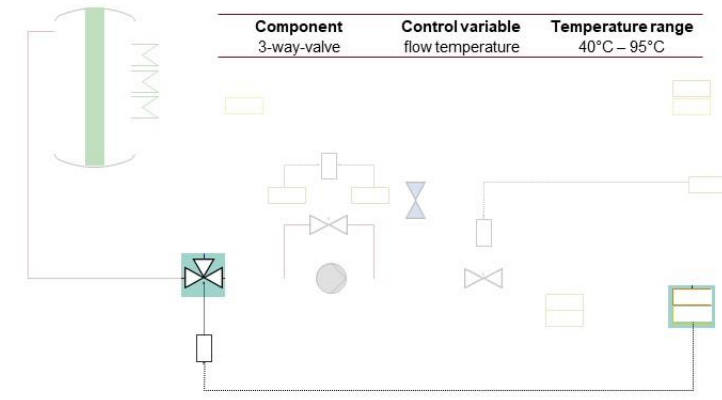 Component Control variable Temperature range
3-way-valve flow temperature 40°C – 95°C